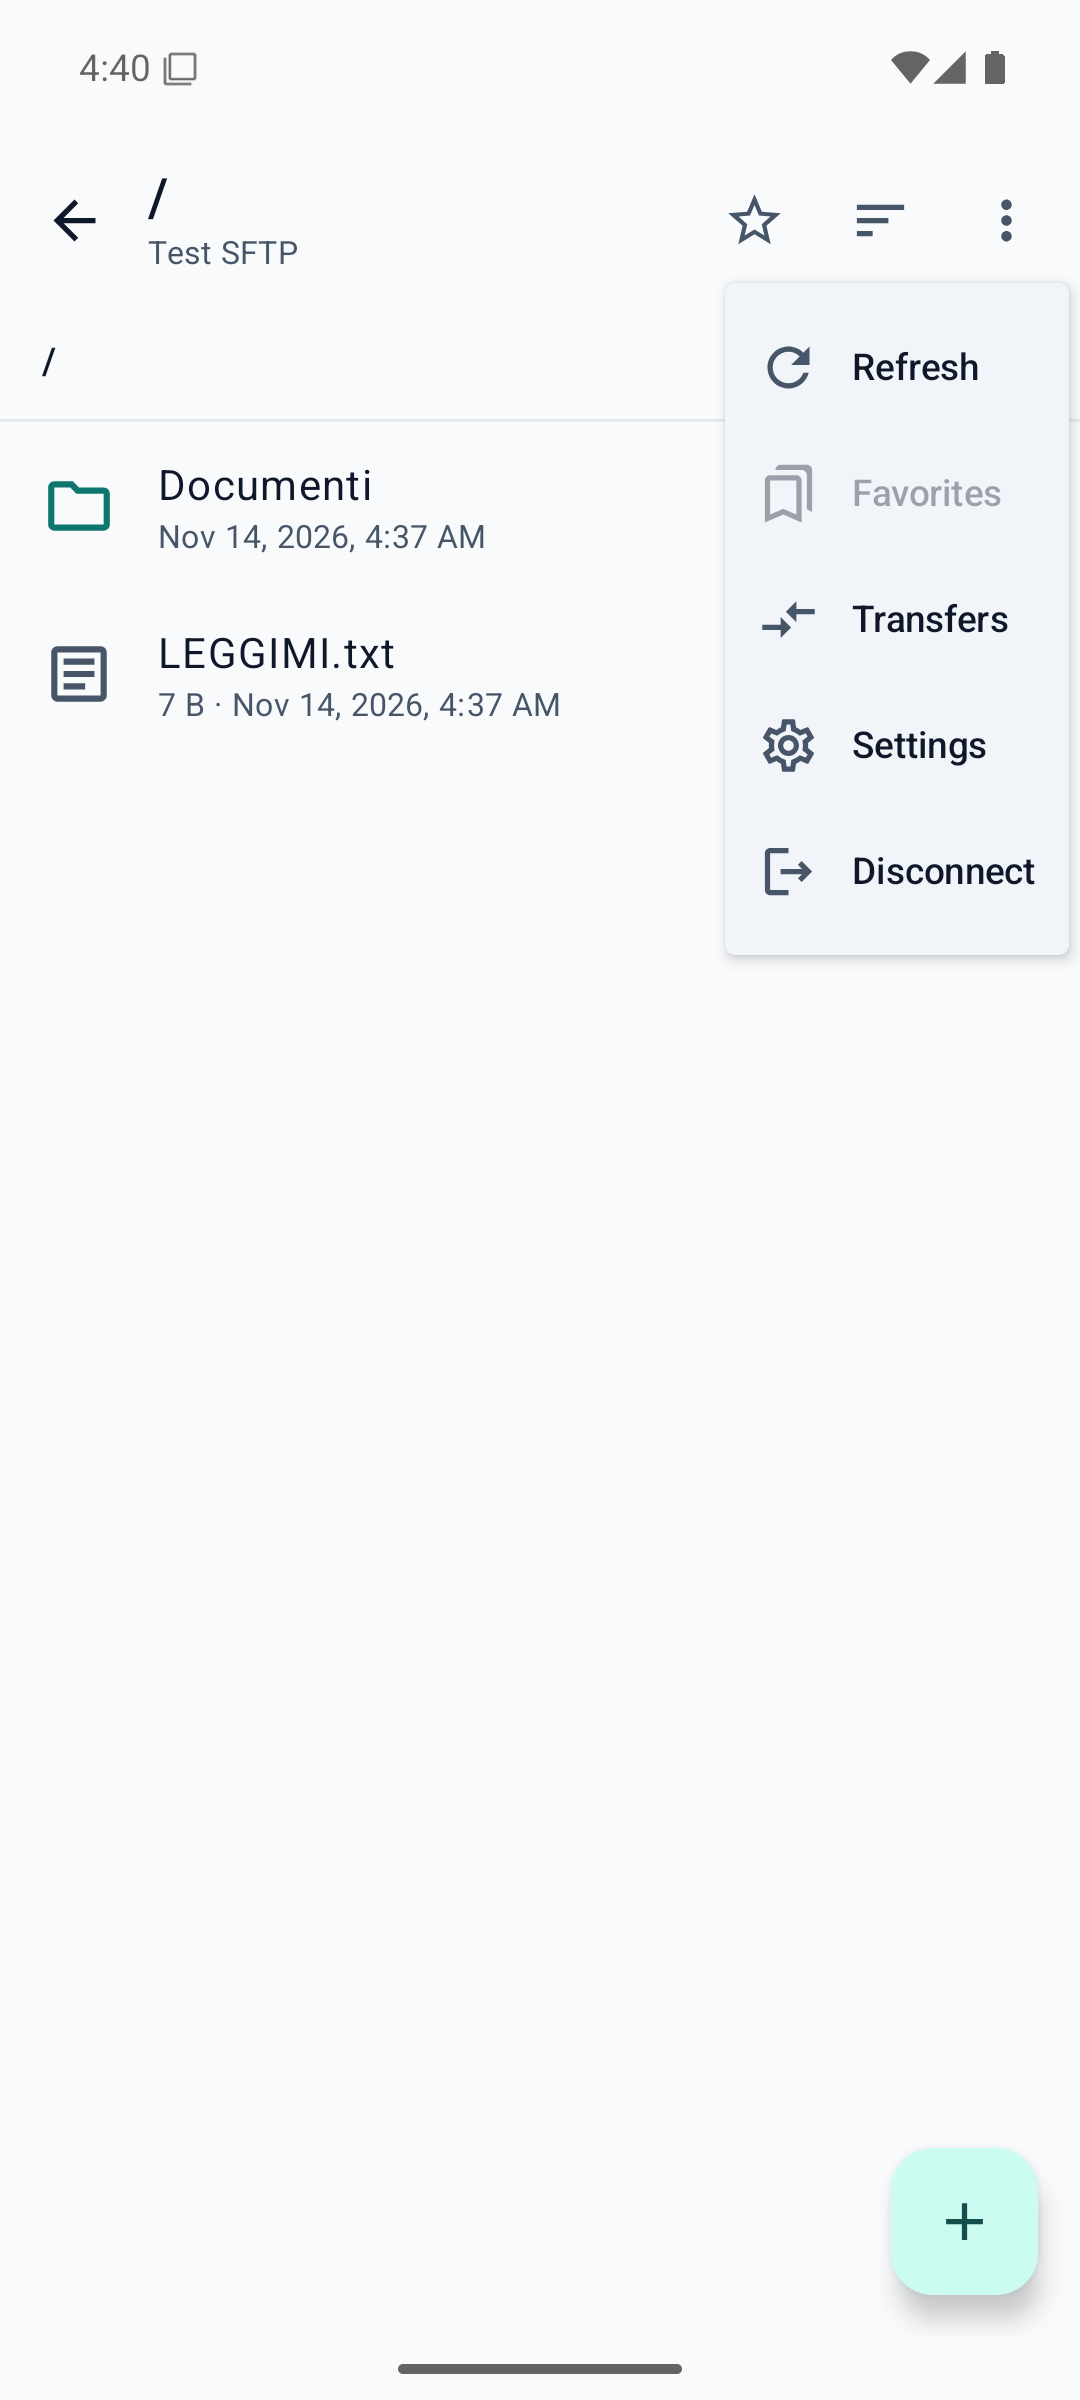 4:40
/
Test SFTP
/
Refresh
Favorites
Transfers
Settings
Disconnect
Documenti
Nov 14, 2026, 4:37 AM
LEGGIMI.txt
7 B · Nov 14, 2026, 4:37 AM